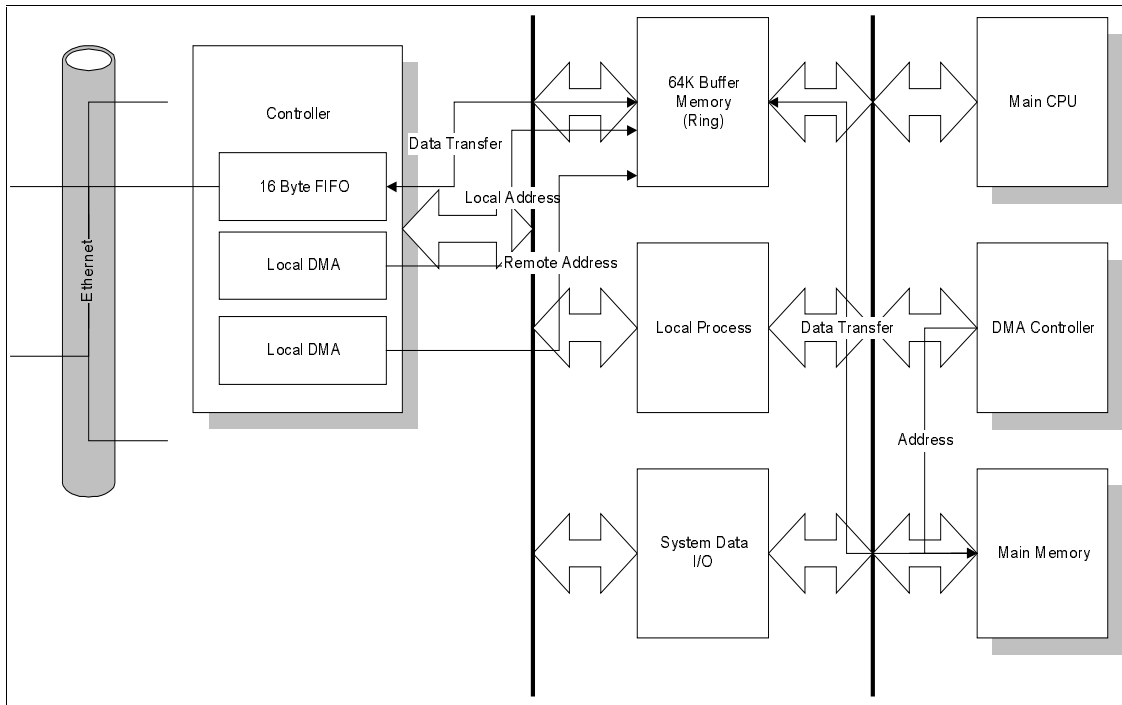 Ethernet
Controller
16 Byte FIFO
Local DMA
Local DMA
Data Transfer
Local Address
Remote Address
64K Buffer
Memory
(Ring)
Local Process
System Data
I/O
Data Transfer
Address
Main CPU
DMA Controller
Main Memory